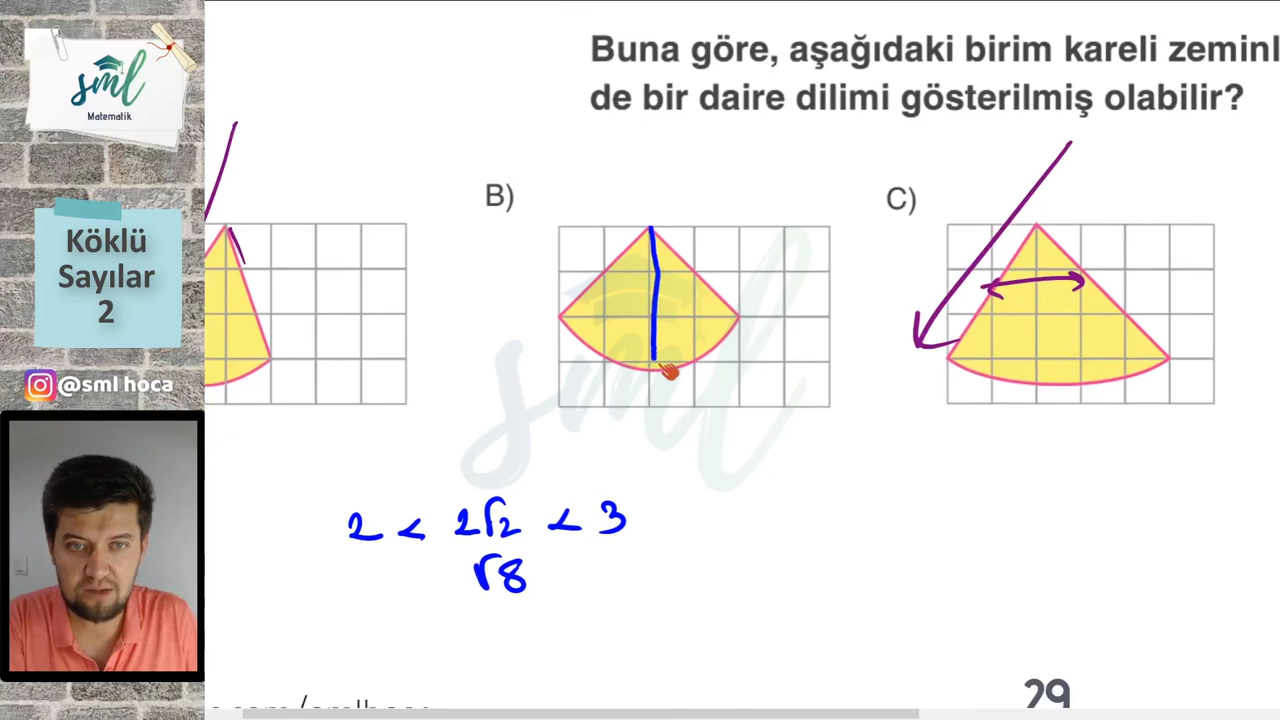 sml
Matematik
Köklü
Sayılar
2
@sml hoca
Buna göre, aşağıdaki birim kareli zeminl
de bir daire dilimi gösterilmiş olabilir?
B)
C)
sml
2 < 2√2 < 3
√8
29